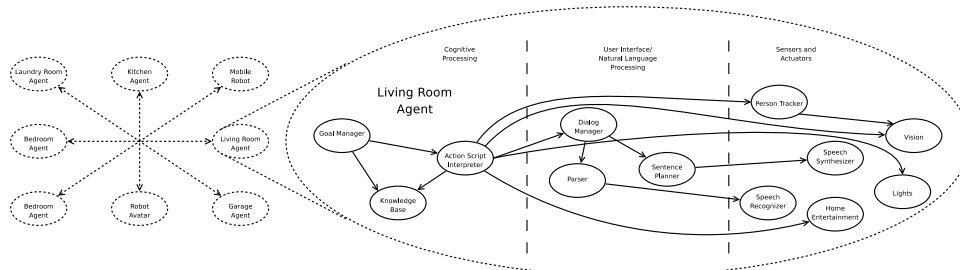 Laundry Room
Agent
Kitchen
Agent
Mobile
Robot
Bedroom
Agent
Living Room
Agent
Bedroom
Agent
Robot
Avatar
Garage
Agent
Cognitive
Processing
User Interface/
Natural Language
Processing
Sensors and
Actuators
Living Room
Agent
Goal Manager
Action Script
Interpreter
Knowledge
Base
Dialog
Manager
Parser
Sentence
Planner
Person Tracker
Vision
Speech
Synthesizer
Lights
Speech
Recognizer
Home
Entertainment